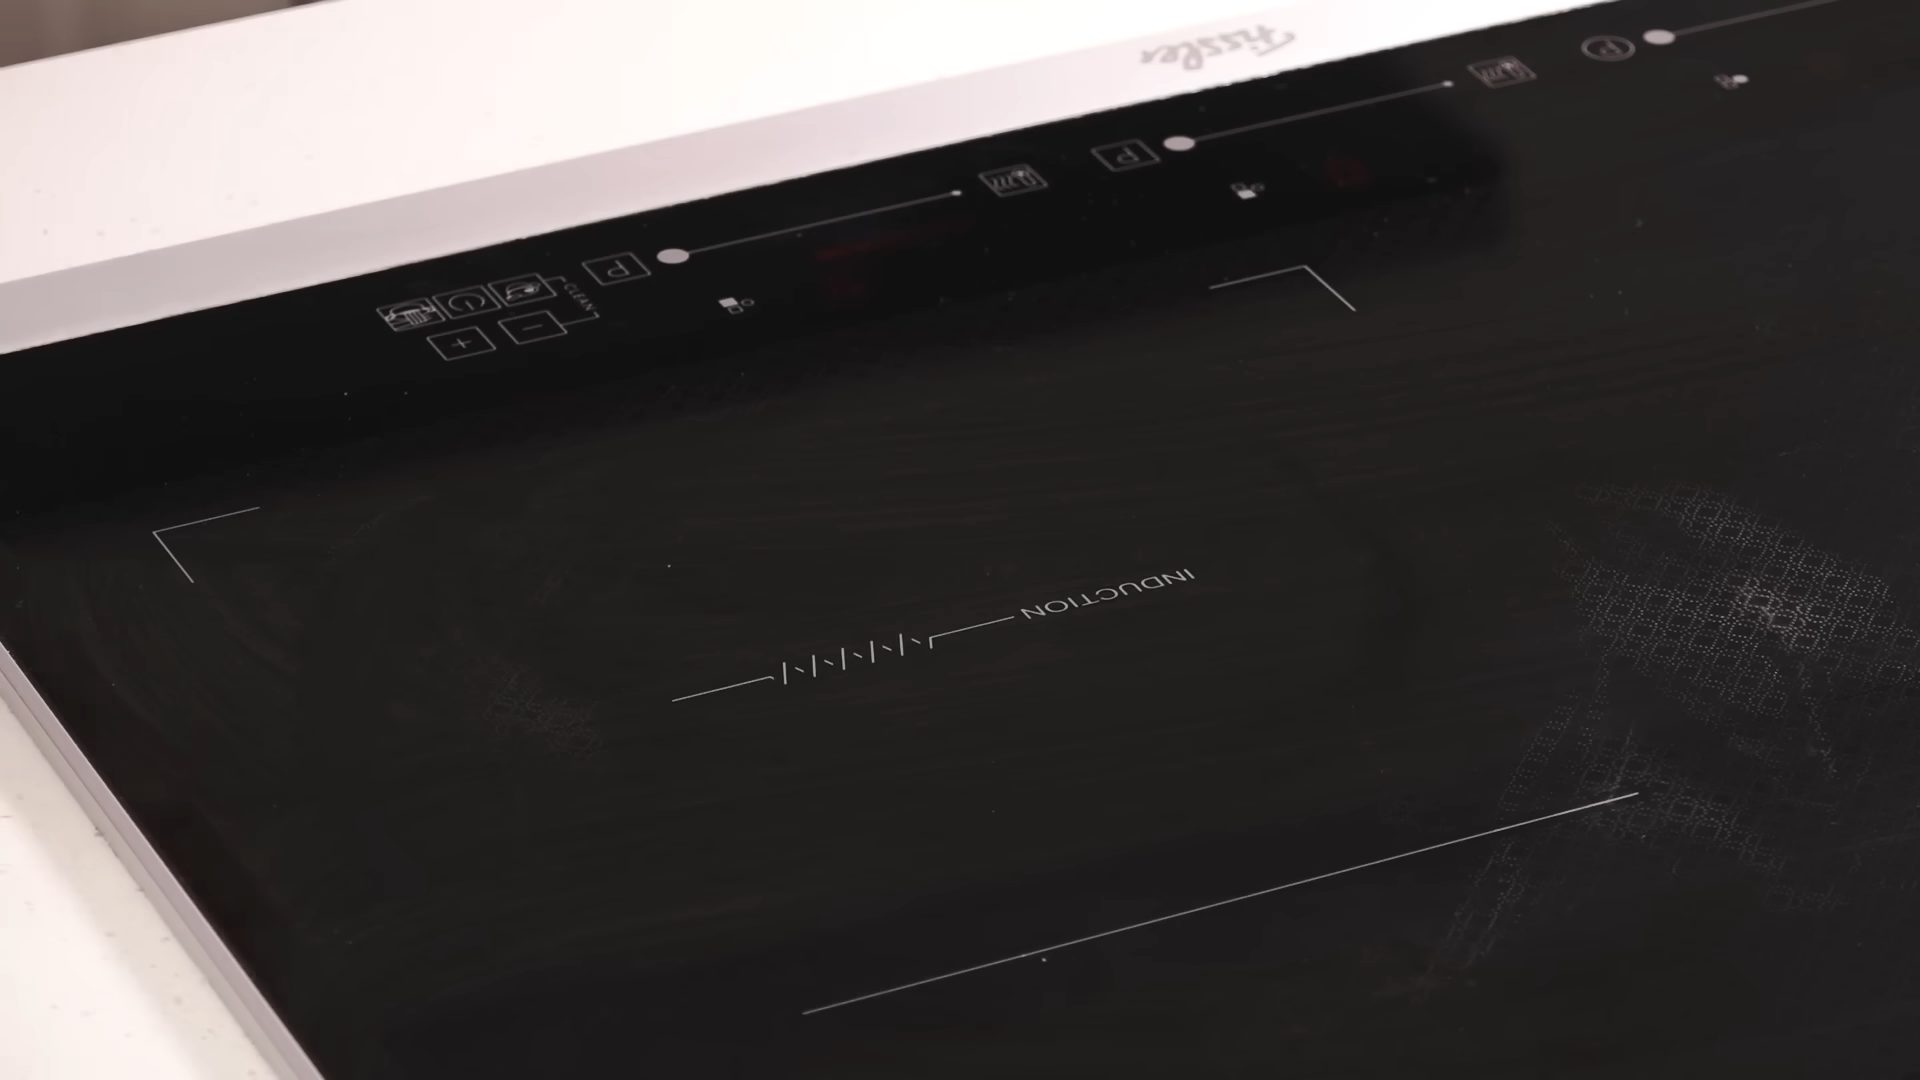 Fissler
P
P
P
CLEAN
+
−
INDUCTION